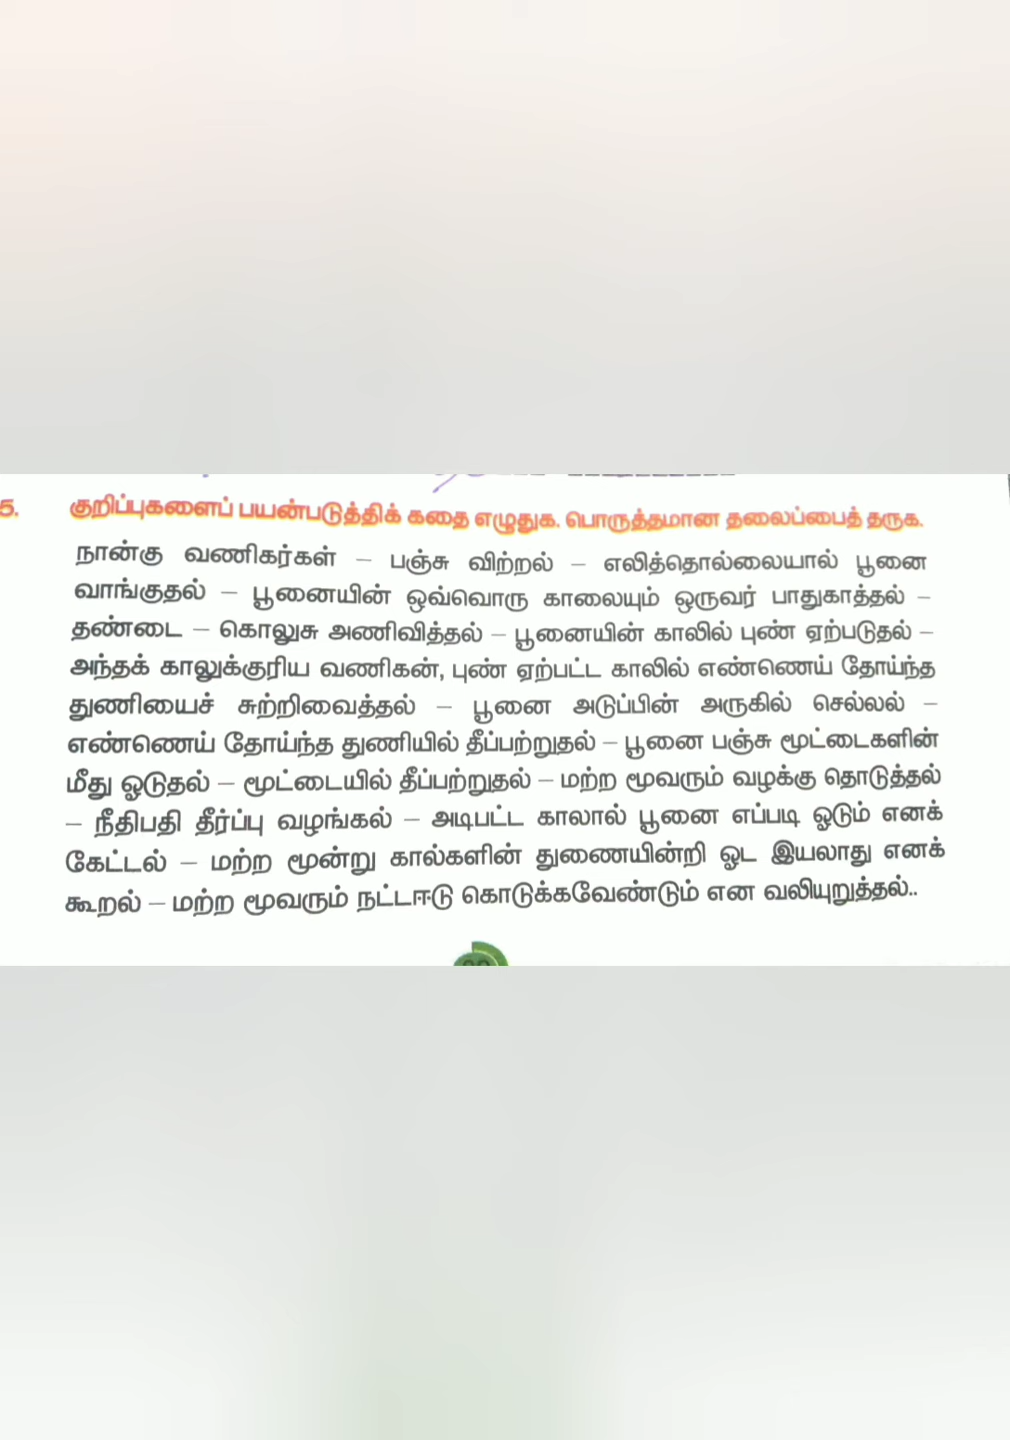 5. குறிப்புகளைப் பயன்படுத்திக் கதை எழுதுக. பொருத்தமான தலைப்பைத் தருக.
நான்கு வணிகர்கள் – பஞ்சு விற்றல் – எலித்தொல்லையால் பூனை
வாங்குதல் – பூனையின் ஒவ்வொரு காலையும் ஒருவர் பாதுகாத்தல் –
தண்டை – கொலுசு அணிவித்தல் – பூனையின் காலில் புண் ஏற்படுதல் –
அந்தக் காலுக்குரிய வணிகன், புண் ஏற்பட்ட காலில் எண்ணெய் தோய்ந்த
துணியைச் சுற்றிவைத்தல் – பூனை அடுப்பின் அருகில் செல்லல் –
எண்ணெய் தோய்ந்த துணியில் தீப்பற்றுதல் – பூனை பஞ்சு மூட்டைகளின்
மீது ஓடுதல் – மூட்டையில் தீப்பற்றுதல் – மற்ற மூவரும் வழக்கு தொடுத்தல்
– நீதிபதி தீர்ப்பு வழங்கல் – அடிபட்ட காலால் பூனை எப்படி ஓடும் எனக்
கேட்டல் – மற்ற மூன்று கால்களின் துணையின்றி ஓட இயலாது எனக்
கூறல் – மற்ற மூவரும் நட்டஈடு கொடுக்கவேண்டும் என வலியுறுத்தல்..